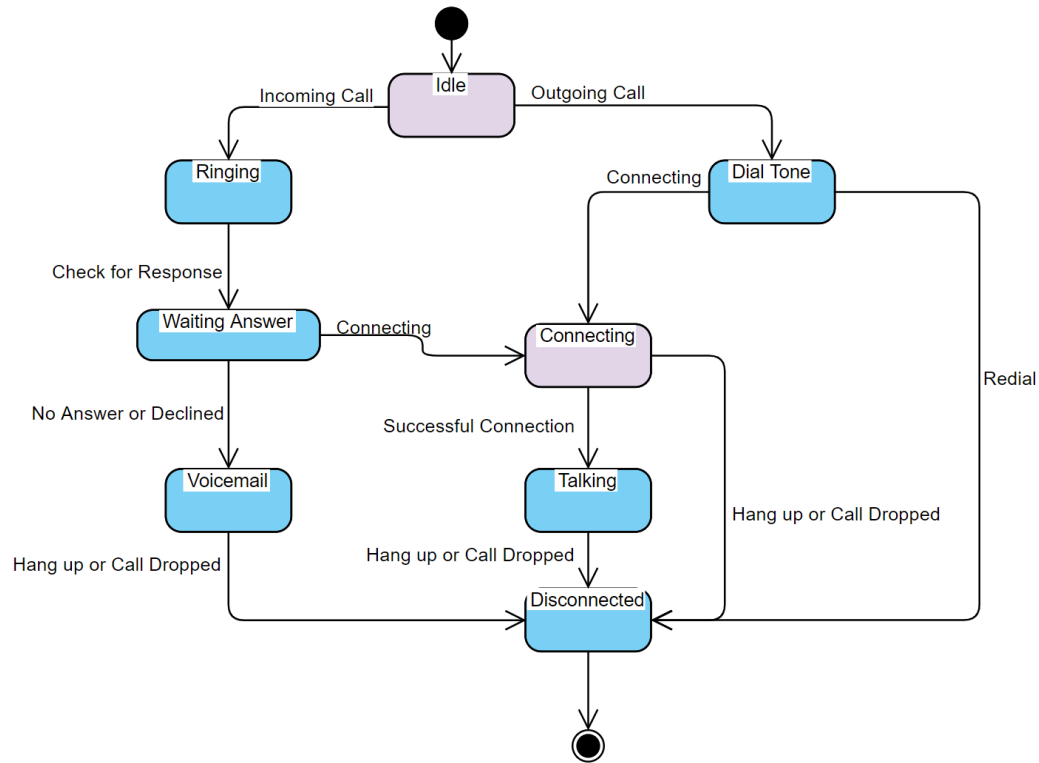 Idle
Incoming Call
Outgoing Call
Ringing
Dial Tone
Connecting
Check for Response
Waiting Answer
Connecting
Connecting
Redial
No Answer or Declined
Successful Connection
Voicemail
Talking
Hang up or Call Dropped
Hang up or Call Dropped
Hang up or Call Dropped
Disconnected